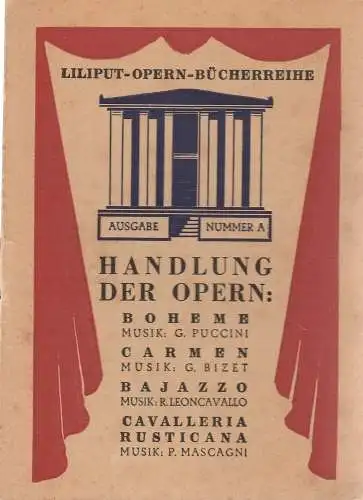 LILIPUT-OPERN-BÜCHERREIHE
AUSGABE NUMMER A
HANDLUNG
DER OPERN:
BOHEME
MUSIK: G. PUCCINI
CARMEN
MUSIK: G. BIZET
BAJAZZO
MUSIK: R. LEONCAVALLO
CAVALLERIA
RUSTICANA
MUSIK: P. MASCAGNI